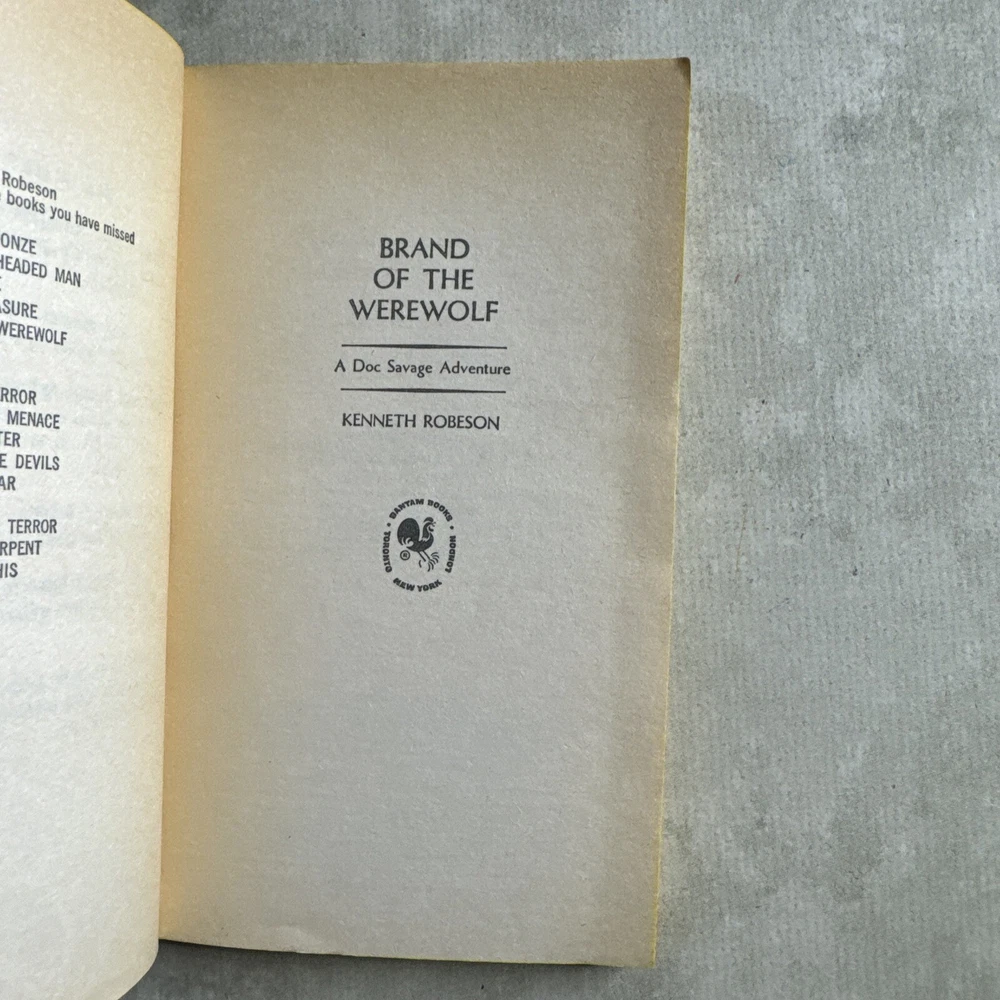 Robeson
books you have missed
ONZE
HEADED MAN
ASURE
WEREWOLF
RROR
MENACE
TER
E DEVILS
AR
TERROR
RPENT
HIS
BRAND
OF THE
WEREWOLF
A Doc Savage Adventure
KENNETH ROBESON
BANTAM BOOKS
TORONTO • NEW YORK • LONDON